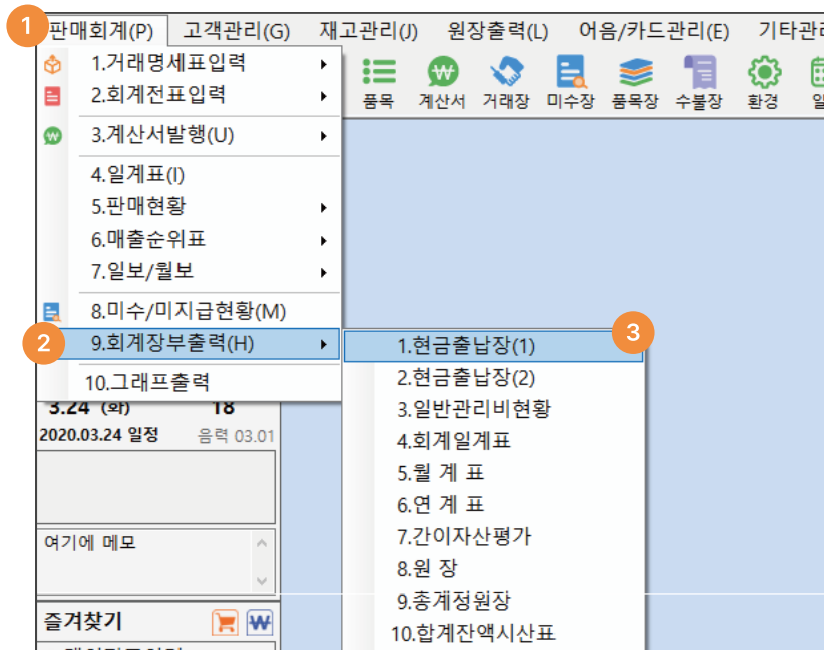 1 판매회계(P) 고객관리(G) 재고관리(J) 원장출력(L) 어음/카드관리(E) 기타관리
1.거래명세표입력
2.회계전표입력
3.계산서발행(U)
4.일계표(I)
5.판매현황
6.매출순위표
7.일보/월보
8.미수/미지급현황(M)
2 9.회계장부출력(H)
10.그래프출력
품목 계산서 거래장 미수장 품목장 수불장 환경
3
1.현금출납장(1)
2.현금출납장(2)
3.일반관리비현황
4.회계일계표
5.월 계 표
6.연 계 표
7.간이자산평가
8.원 장
9.총계정원장
10.합계잔액시산표
3.24 (화) 18
2020.03.24 일정 음력 03.01
여기에 메모
즐겨찾기